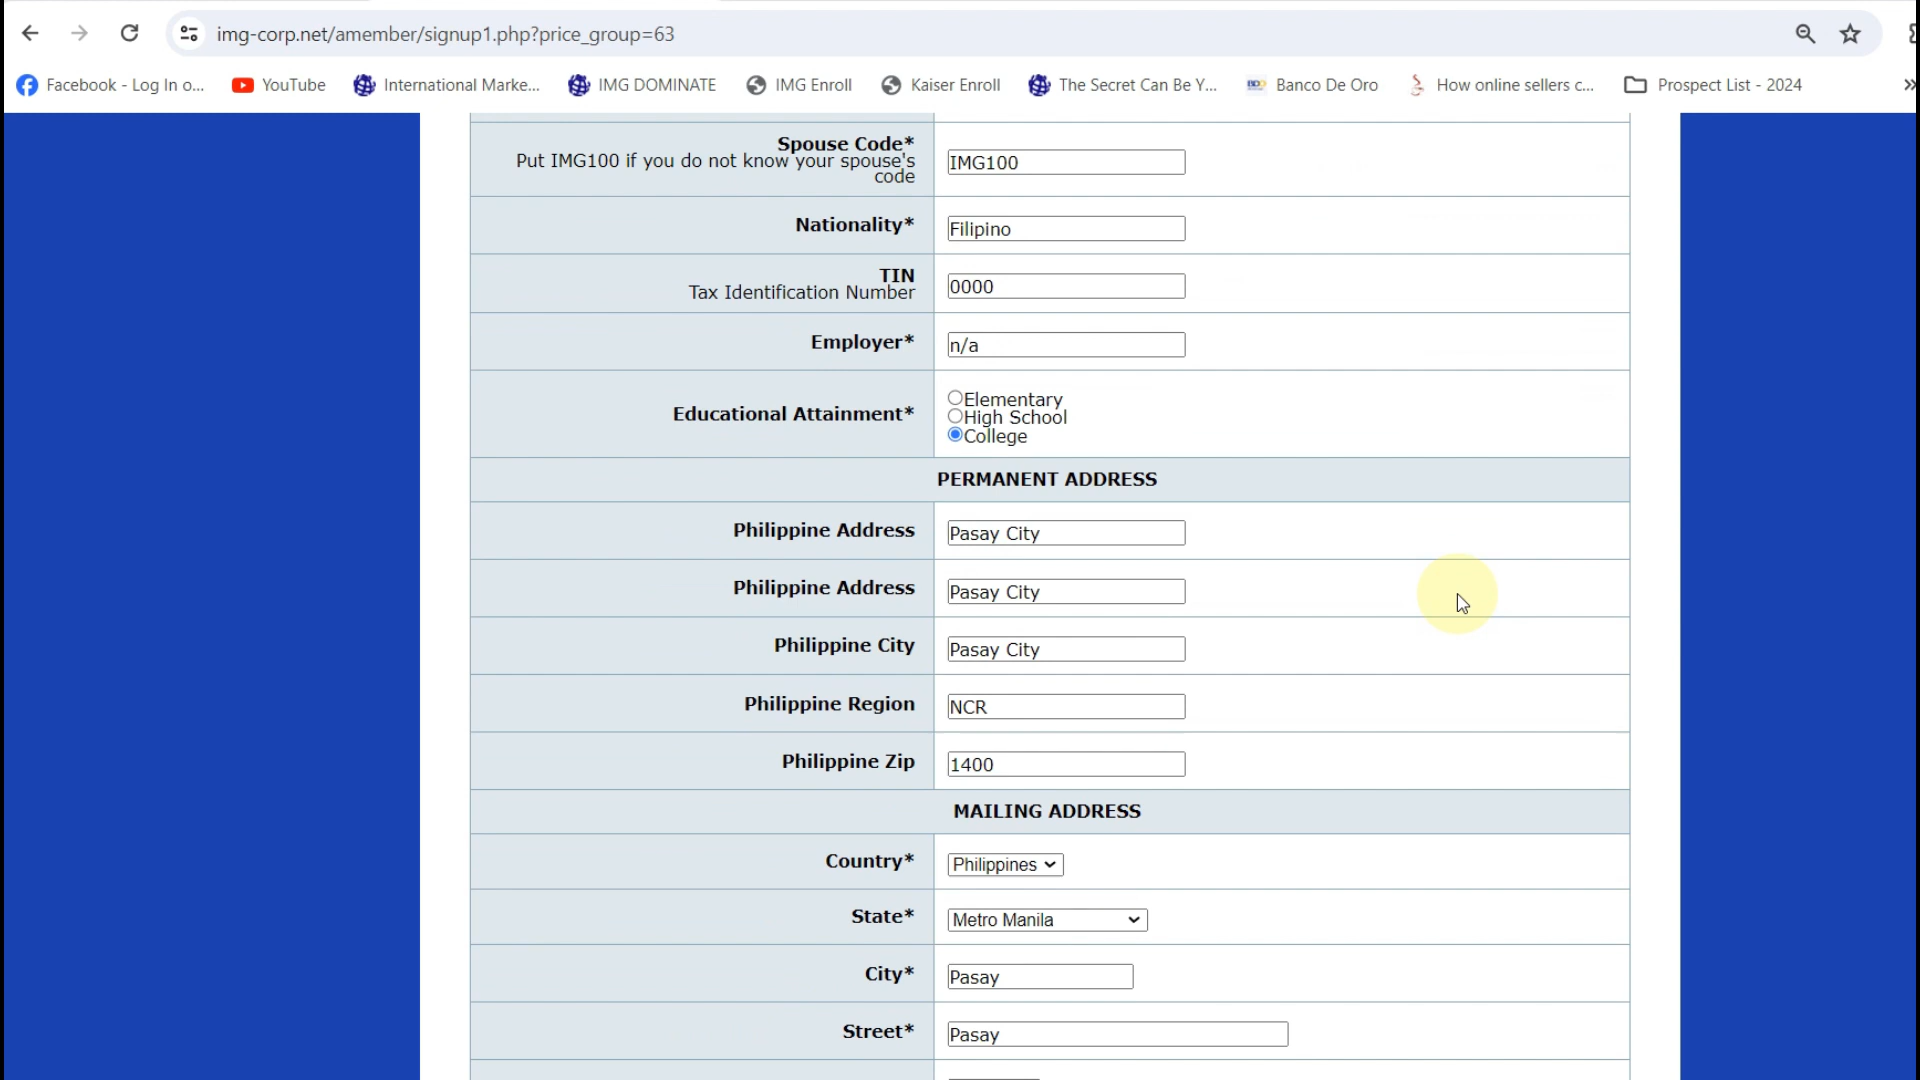 img-corp.net/amember/signup1.php?price_group=63
Facebook - Log In o... YouTube International Marke... IMG DOMINATE IMG Enroll Kaiser Enroll The Secret Can Be Y... BDO Banco De Oro How online sellers c... Prospect List - 2024 »
Spouse Code*
Put IMG100 if you do not know your spouse's
code
IMG100
Nationality*
Filipino
TIN
Tax Identification Number
0000
Employer*
n/a
Educational Attainment*
Elementary
High School
College
PERMANENT ADDRESS
Philippine Address
Pasay City
Philippine Address
Pasay City
Philippine City
Pasay City
Philippine Region
NCR
Philippine Zip
1400
MAILING ADDRESS
Country*
Philippines
State*
Metro Manila
City*
Pasay
Street*
Pasay